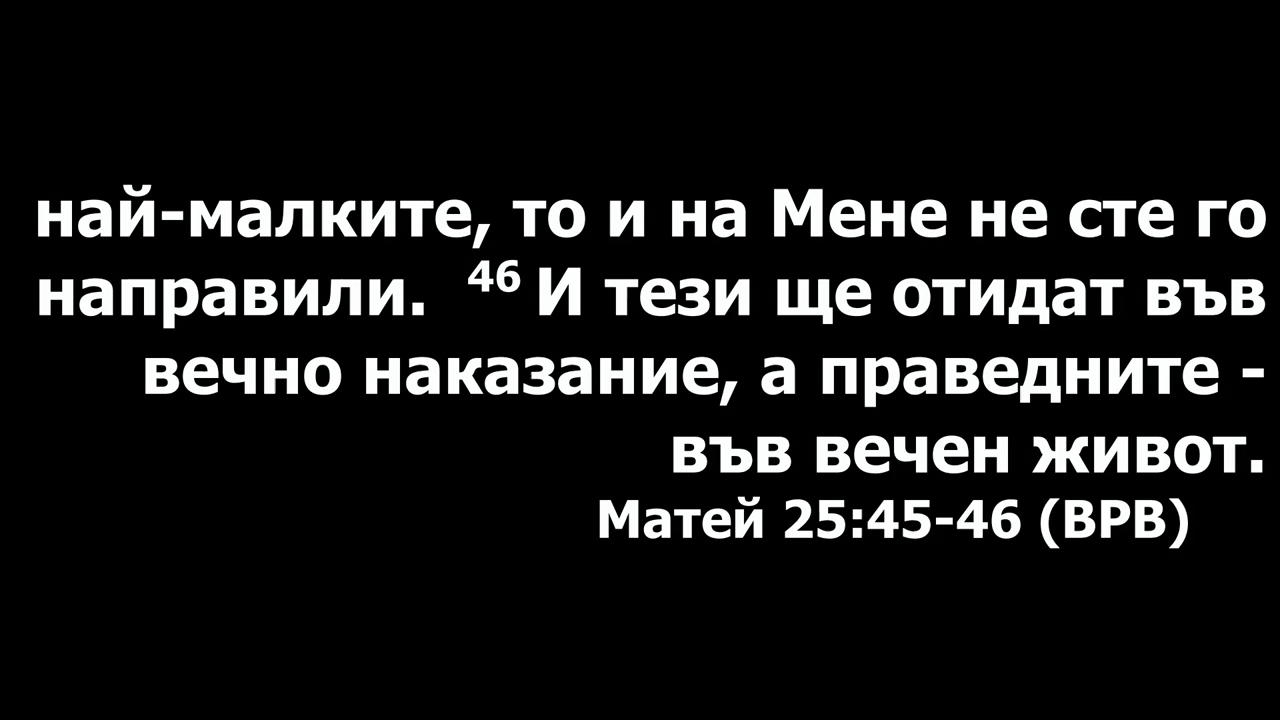 най-малките, то и на Мене не сте го
направили. 46 И тези ще отидат във
вечно наказание, а праведните -
във вечен живот.
Матей 25:45-46 (ВРВ)